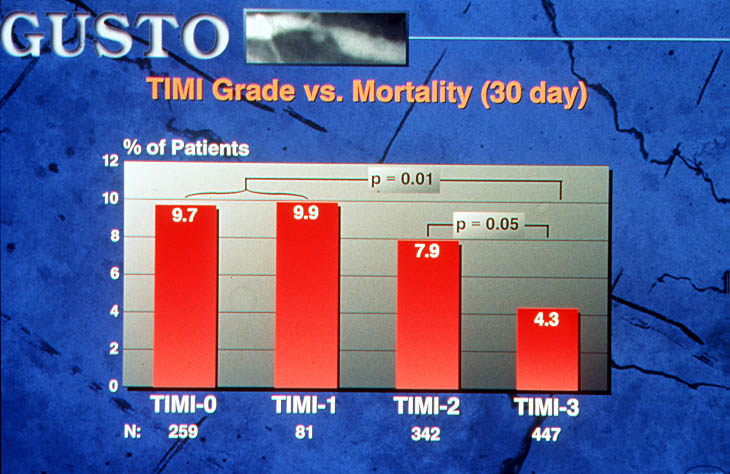 GUSTO
TIMI Grade vs. Mortality (30 day)
% of Patients
12
10
8
6
4
2
0
p = 0.01
p = 0.05
9.7
9.9
7.9
4.3
TIMI-0 TIMI-1 TIMI-2 TIMI-3
N: 259 81 342 447